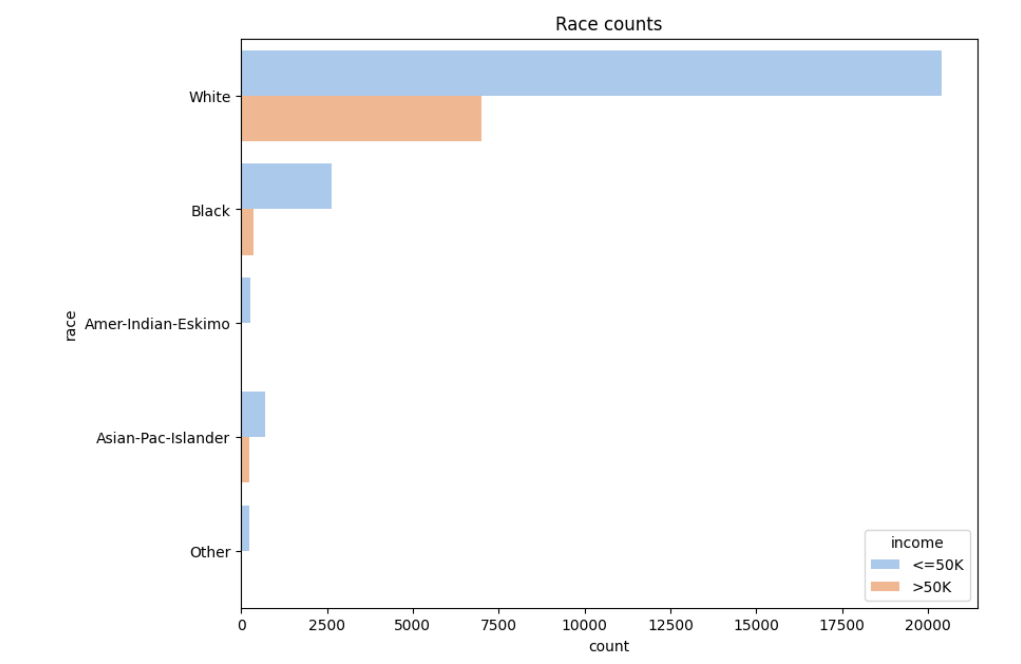 Race counts
White
Black
Amer-Indian-Eskimo
Asian-Pac-Islander
Other
race
income
<=50K
>50K
0 2500 5000 7500 10000 12500 15000 17500 20000
count